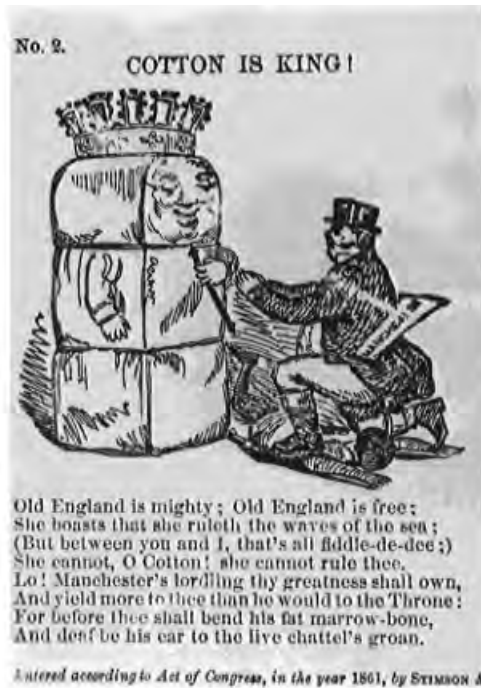 No. 2.
COTTON IS KING!
Old England is mighty; Old England is free;
She boasts that she ruleth the waves of the sea;
(But between you and I, that's all fiddle-de-dee;)
She cannot, O Cotton! she cannot rule thee.
Lo! Manchester's lordling thy greatness shall own,
And yield more to thee than he would to the Throne:
For before thee shall bend his fat marrow-bone,
And deaf be his ear to the live chattel's groan.
Entered according to Act of Congress, in the year 1861, by STIMSON &